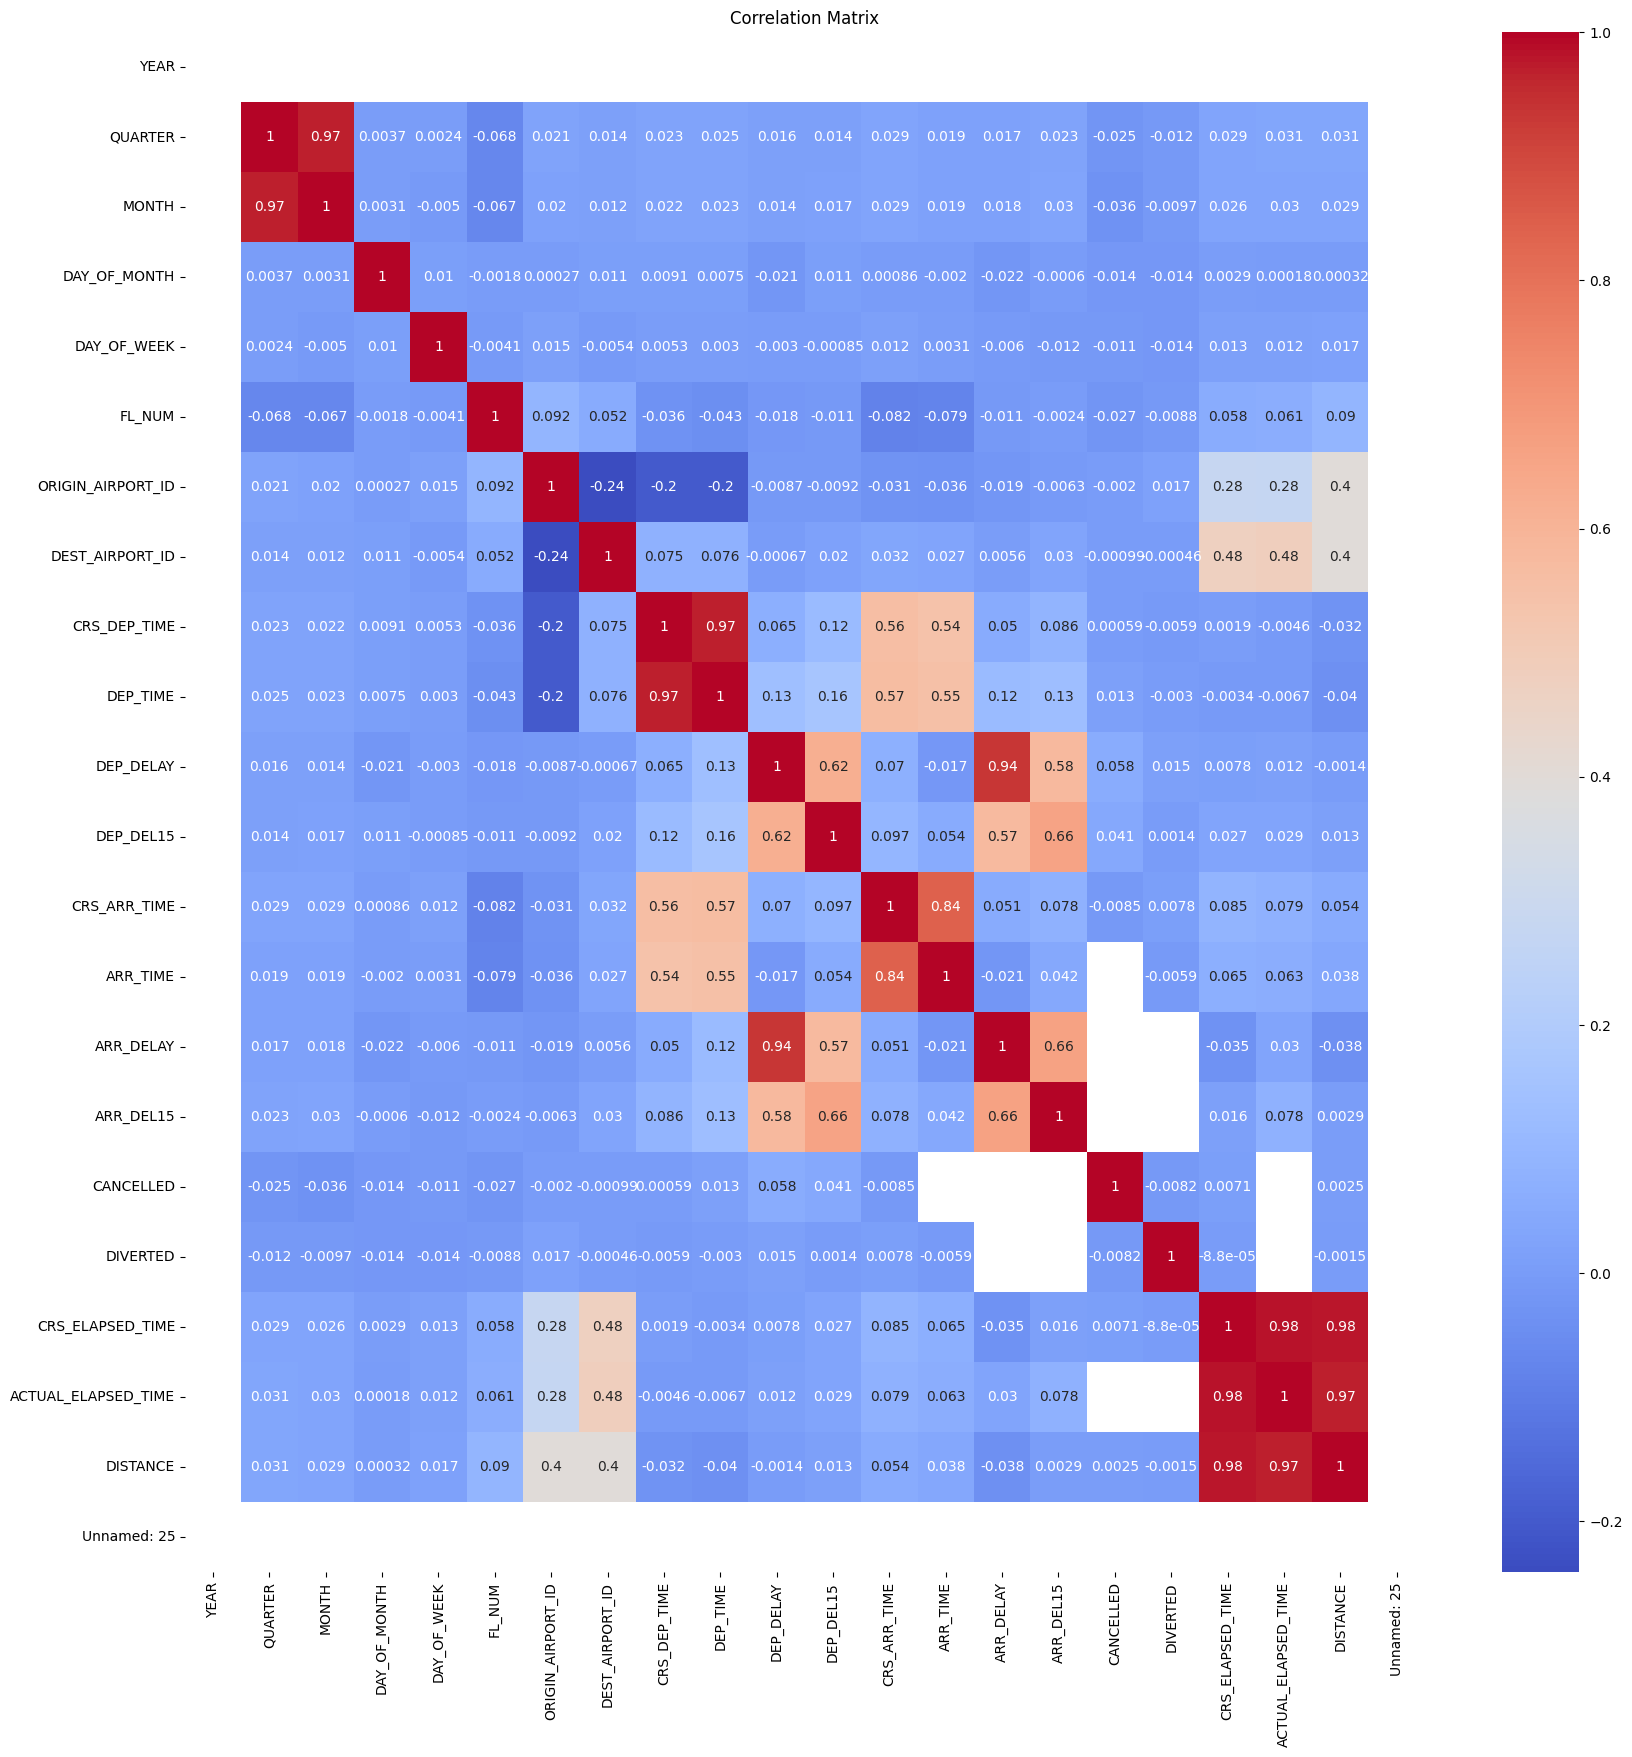 Correlation Matrix
YEAR
QUARTER 1 0.97 0.0037 0.0024 -0.068 0.021 0.014 0.023 0.025 0.016 0.014 0.029 0.019 0.017 0.023 -0.025 -0.012 0.029 0.031 0.031
MONTH 0.97 1 0.0031 -0.005 -0.067 0.02 0.012 0.022 0.023 0.014 0.017 0.029 0.019 0.018 0.03 -0.036 -0.0097 0.026 0.03 0.029
DAY_OF_MONTH 0.0037 0.0031 1 0.01 -0.0018 0.00027 0.011 0.0091 0.0075 -0.021 0.011 0.00086 -0.002 -0.022 -0.0006 -0.014 -0.014 0.0029 0.00018 0.00032
DAY_OF_WEEK 0.0024 -0.005 0.01 1 -0.0041 0.015 -0.0054 0.0053 0.003 -0.003 -0.00085 0.012 0.0031 -0.006 -0.012 -0.011 -0.014 0.013 0.012 0.017
FL_NUM -0.068 -0.067 -0.0018 -0.0041 1 0.092 0.052 -0.036 -0.043 -0.018 -0.011 -0.082 -0.079 -0.011 -0.0024 -0.027 -0.0088 0.058 0.061 0.09
ORIGIN_AIRPORT_ID 0.021 0.02 0.00027 0.015 0.092 1 -0.24 -0.2 -0.2 -0.0087 -0.0092 -0.031 -0.036 -0.019 -0.0063 -0.002 0.017 0.28 0.28 0.4
DEST_AIRPORT_ID 0.014 0.012 0.011 -0.0054 0.052 -0.24 1 0.075 0.076 -0.00067 0.02 0.032 0.027 0.0056 0.03 -0.00099 -0.00046 0.48 0.48 0.4
CRS_DEP_TIME 0.023 0.022 0.0091 0.0053 -0.036 -0.2 0.075 1 0.97 0.065 0.12 0.56 0.54 0.05 0.086 0.00059 -0.0059 0.0019 -0.0046 -0.032
DEP_TIME 0.025 0.023 0.0075 0.003 -0.043 -0.2 0.076 0.97 1 0.13 0.16 0.57 0.55 0.12 0.13 0.013 -0.003 -0.0034 -0.0067 -0.04
DEP_DELAY 0.016 0.014 -0.021 -0.003 -0.018 -0.0087 -0.00067 0.065 0.13 1 0.62 0.07 -0.017 0.94 0.58 0.058 0.015 0.0078 0.012 -0.0014
DEP_DEL15 0.014 0.017 0.011 -0.00085 -0.011 -0.0092 0.02 0.12 0.16 0.62 1 0.097 0.054 0.57 0.66 0.041 0.0014 0.027 0.029 0.013
CRS_ARR_TIME 0.029 0.029 0.00086 0.012 -0.082 -0.031 0.032 0.56 0.57 0.07 0.097 1 0.84 0.051 0.078 -0.0085 0.0078 0.085 0.079 0.054
ARR_TIME 0.019 0.019 -0.002 0.0031 -0.079 -0.036 0.027 0.54 0.55 -0.017 0.054 0.84 1 -0.021 0.042 -0.0059 0.065 0.063 0.038
ARR_DELAY 0.017 0.018 -0.022 -0.006 -0.011 -0.019 0.0056 0.05 0.12 0.94 0.57 0.051 -0.021 1 0.66 -0.035 0.03 -0.038
ARR_DEL15 0.023 0.03 -0.0006 -0.012 -0.0024 -0.0063 0.03 0.086 0.13 0.58 0.66 0.078 0.042 0.66 1 0.016 0.078 0.0029
CANCELLED -0.025 -0.036 -0.014 -0.011 -0.027 -0.002 -0.00099 0.00059 0.013 0.058 0.041 -0.0085 1 -0.0082 0.0071 0.0025
DIVERTED -0.012 -0.0097 -0.014 -0.014 -0.0088 0.017 -0.00046 -0.0059 -0.003 0.015 0.0014 0.0078 -0.0059 -0.0082 1 -8.8e-05 -0.0015
CRS_ELAPSED_TIME 0.029 0.026 0.0029 0.013 0.058 0.28 0.48 0.0019 -0.0034 0.0078 0.027 0.085 0.065 -0.035 0.016 0.0071 -8.8e-05 1 0.98 0.98
ACTUAL_ELAPSED_TIME 0.031 0.03 0.00018 0.012 0.061 0.28 0.48 -0.0046 -0.0067 0.012 0.029 0.079 0.063 0.03 0.078 0.98 1 0.97
DISTANCE 0.031 0.029 0.00032 0.017 0.09 0.4 0.4 -0.032 -0.04 -0.0014 0.013 0.054 0.038 -0.038 0.0029 0.0025 -0.0015 0.98 0.97 1
Unnamed: 25
YEAR
QUARTER
MONTH
DAY_OF_MONTH
DAY_OF_WEEK
FL_NUM
ORIGIN_AIRPORT_ID
DEST_AIRPORT_ID
CRS_DEP_TIME
DEP_TIME
DEP_DELAY
DEP_DEL15
CRS_ARR_TIME
ARR_TIME
ARR_DELAY
ARR_DEL15
CANCELLED
DIVERTED
CRS_ELAPSED_TIME
ACTUAL_ELAPSED_TIME
DISTANCE
Unnamed: 25
1.0
0.8
0.6
0.4
0.2
0.0
−0.2